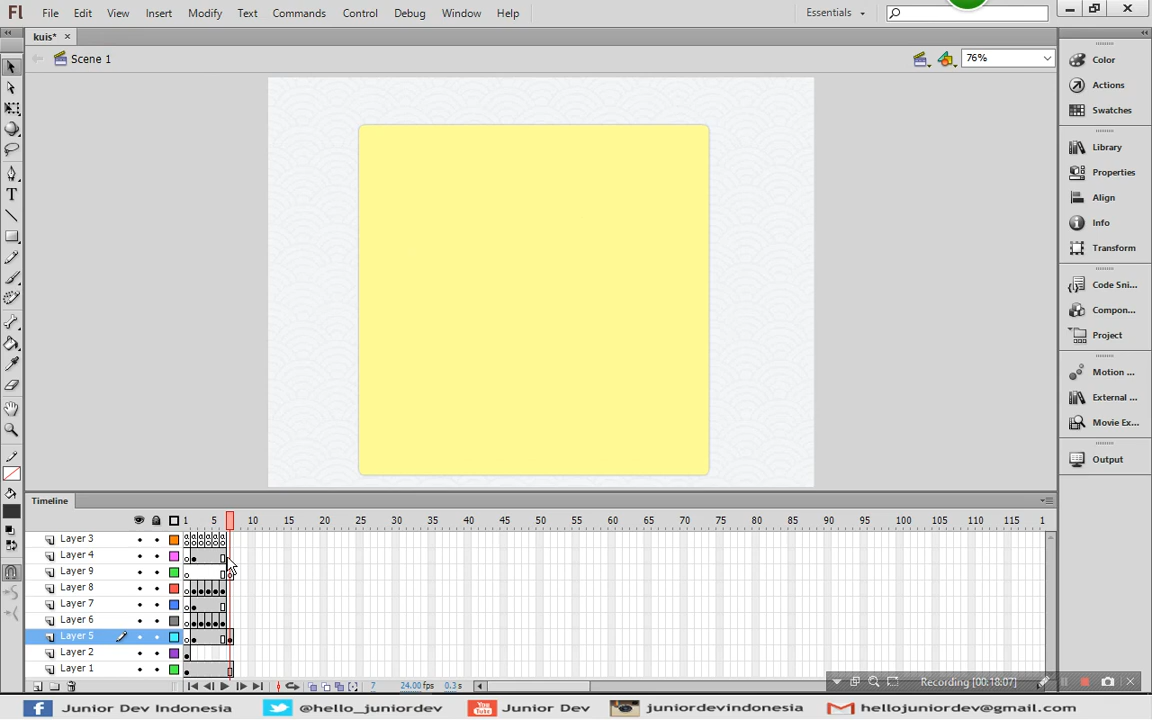 Fl File Edit View Insert Modify Text Commands Control Debug Window Help Essentials
kuis* ×
Scene 1 76%
Color
Actions
Swatches
Library
Properties
Align
Info
Transform
Code Sni...
Compon...
Project
Motion ...
External ...
Movie Ex...
Output
T
Timeline
1 5 10 15 20 25 30 35 40 45 50 55 60 65 70 75 80 85 90 95 100 105 110 115 1
Layer 3
Layer 4
Layer 9
Layer 8
Layer 7
Layer 6
Layer 5
Layer 2
Layer 1
7 24.00 fps 0.3 s Recording [00:18:07]
Junior Dev Indonesia @hello_juniordev You Tube Junior Dev juniordevindonesia hellojuniordev@gmail.com